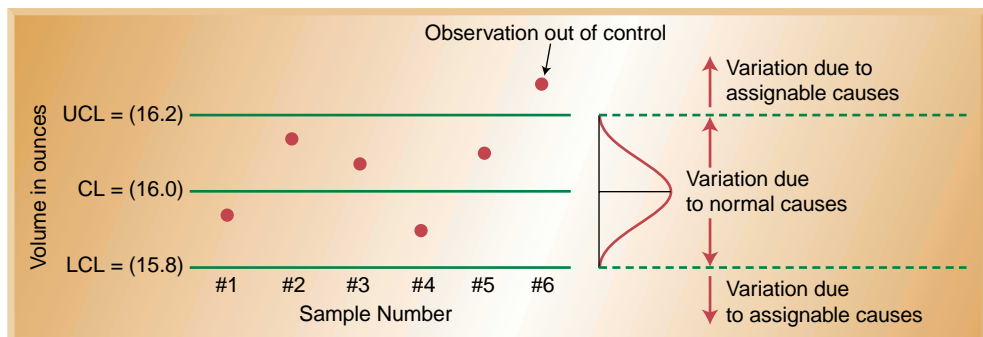 Observation out of control
Variation due to
assignable causes
Volume in ounces
UCL = (16.2)
CL = (16.0)
LCL = (15.8)
Variation due
to normal causes
#1 #2 #3 #4 #5 #6
Sample Number
Variation due
to assignable causes